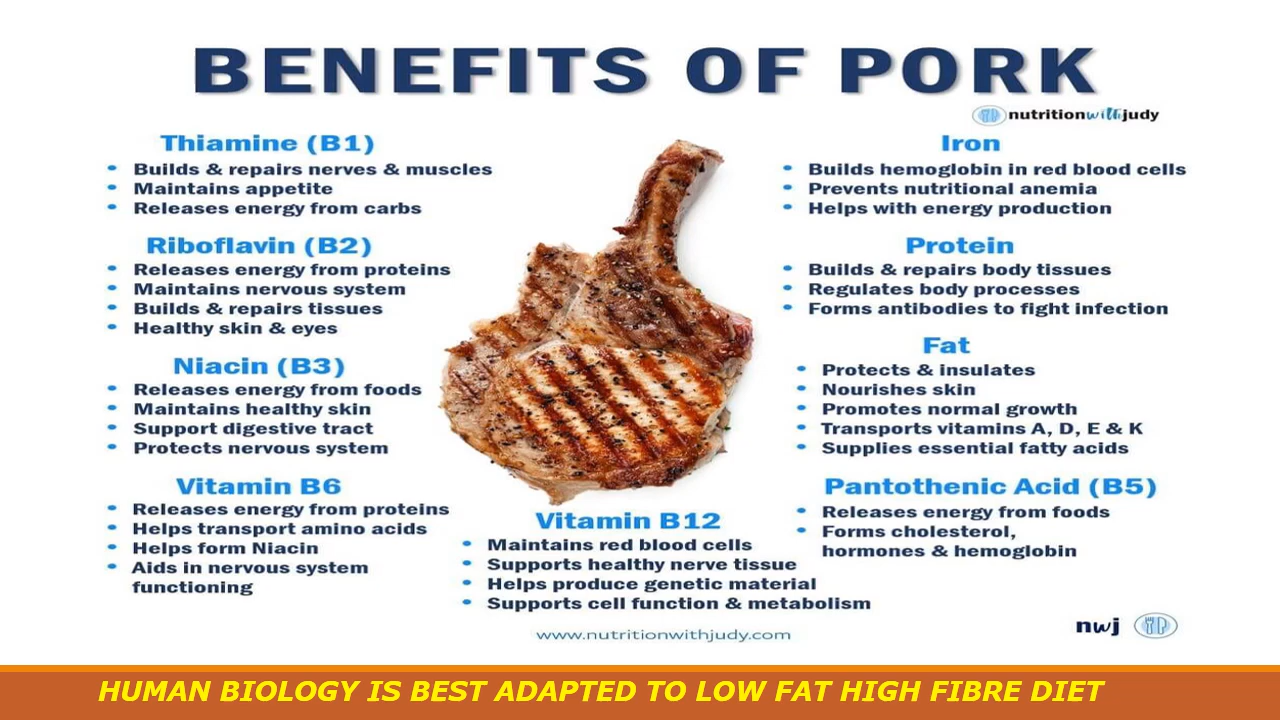 BENEFITS OF PORK
nutritionwithjudy
Thiamine (B1)
• Builds & repairs nerves & muscles
• Maintains appetite
• Releases energy from carbs
Riboflavin (B2)
• Releases energy from proteins
• Maintains nervous system
• Builds & repairs tissues
• Healthy skin & eyes
Niacin (B3)
• Releases energy from foods
• Maintains healthy skin
• Support digestive tract
• Protects nervous system
Vitamin B6
• Releases energy from proteins
• Helps transport amino acids
• Helps form Niacin
• Aids in nervous system
functioning
Vitamin B12
• Maintains red blood cells
• Supports healthy nerve tissue
• Helps produce genetic material
• Supports cell function & metabolism
Iron
• Builds hemoglobin in red blood cells
• Prevents nutritional anemia
• Helps with energy production
Protein
• Builds & repairs body tissues
• Regulates body processes
• Forms antibodies to fight infection
Fat
• Protects & insulates
• Nourishes skin
• Promotes normal growth
• Transports vitamins A, D, E & K
• Supplies essential fatty acids
Pantothenic Acid (B5)
• Releases energy from foods
• Forms cholesterol,
hormones & hemoglobin
www.nutritionwithjudy.com
nwj
HUMAN BIOLOGY IS BEST ADAPTED TO LOW FAT HIGH FIBRE DIET